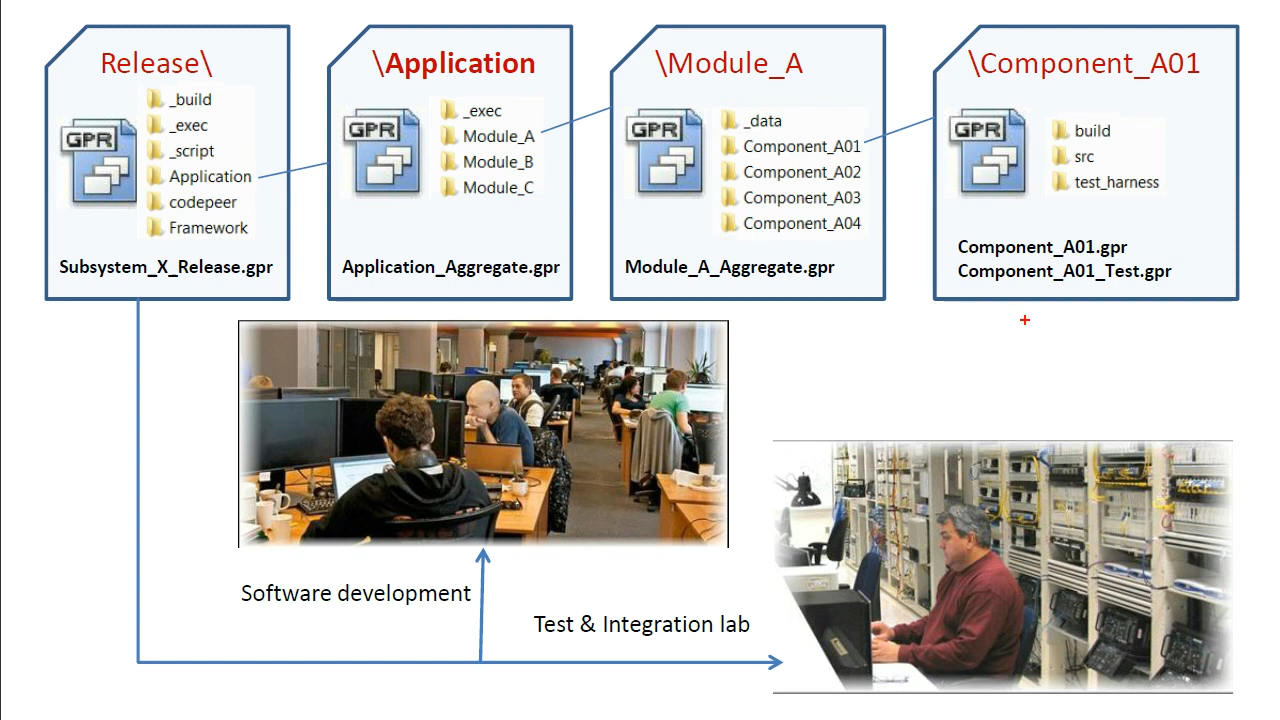 Release\
GPR
_build
_exec
_script
Application
codepeer
Framework
Subsystem_X_Release.gpr
\Application
GPR
_exec
Module_A
Module_B
Module_C
Application_Aggregate.gpr
\Module_A
GPR
_data
Component_A01
Component_A02
Component_A03
Component_A04
Module_A_Aggregate.gpr
\Component_A01
GPR
build
src
test_harness
Component_A01.gpr
Component_A01_Test.gpr
Software development
Test & Integration lab